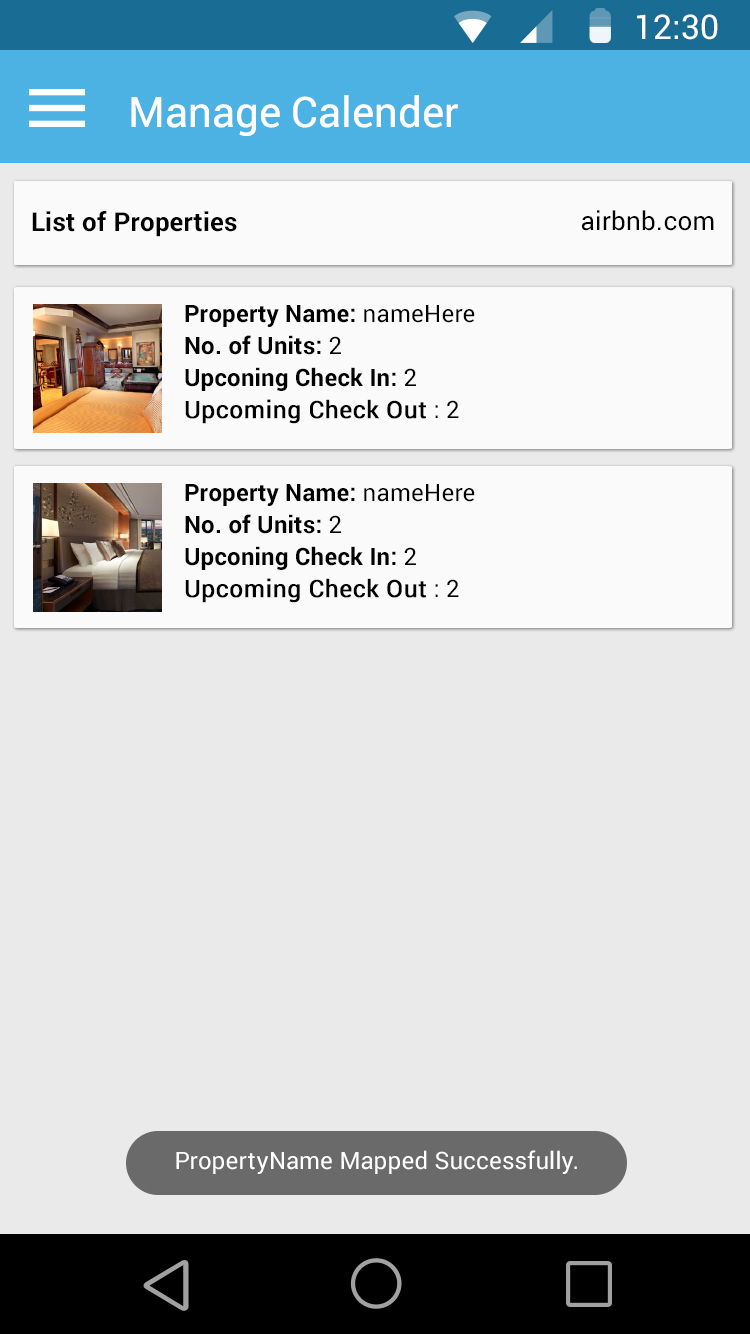 12:30
Manage Calender
List of Properties airbnb.com
Property Name: nameHere
No. of Units: 2
Upconing Check In: 2
Upcoming Check Out : 2
Property Name: nameHere
No. of Units: 2
Upconing Check In: 2
Upcoming Check Out : 2
PropertyName Mapped Successfully.